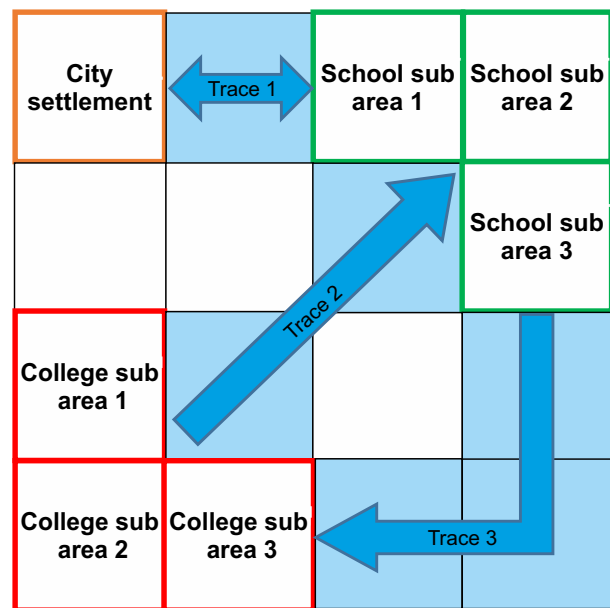 City
settlement
Trace 1
School sub
area 1
School sub
area 2
School sub
area 3
Trace 2
College sub
area 1
College sub
area 2
College sub
area 3
Trace 3